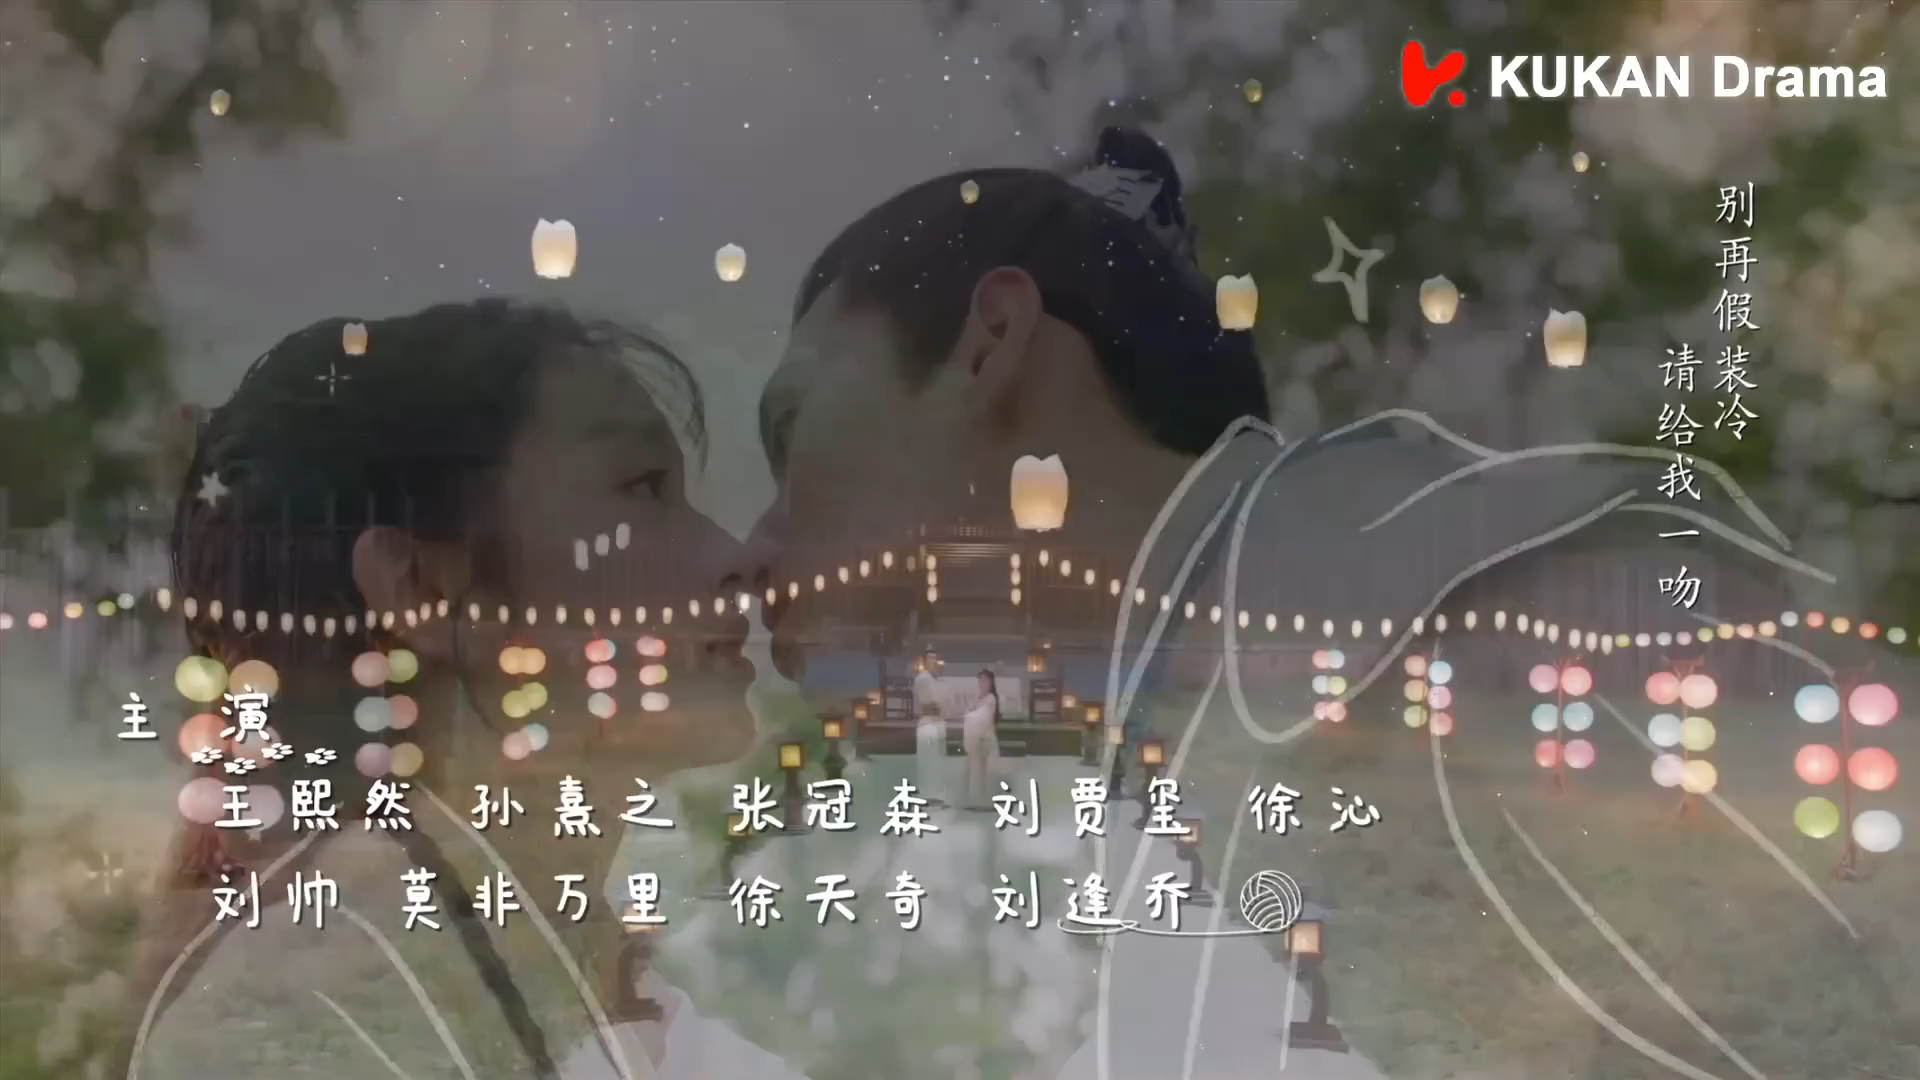 KUKAN Drama
别再假装冷
请给我一吻
主 演
王熙然 孙熹之 张冠森 刘贾玺 徐沁
刘帅 莫非万里 徐天奇 刘逢乔